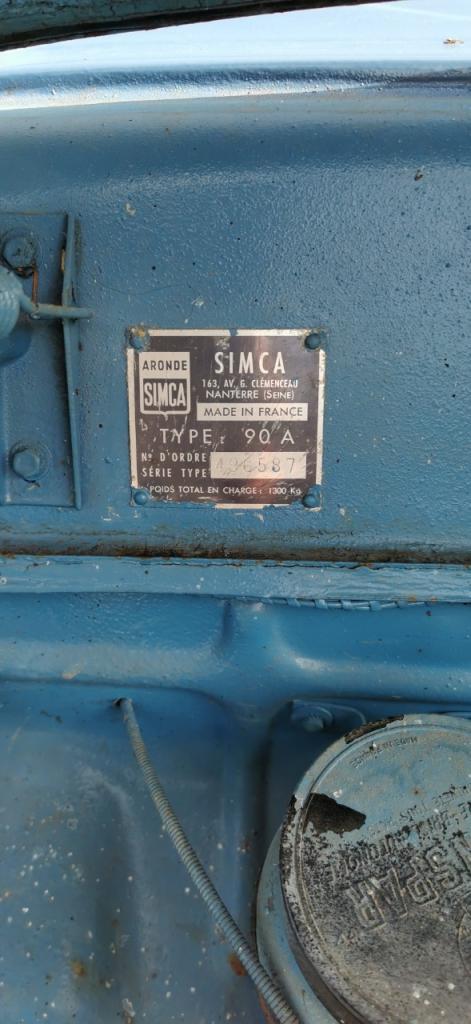 ARONDE
SIMCA
SIMCA
163, AV. G. CLÉMENCEAU
NANTERRE (SEINE)
MADE IN FRANCE
TYPE: 90 A
Nº D'ORDRE
SÉRIE TYPE
POIDS TOTAL EN CHARGE : 1300 KG